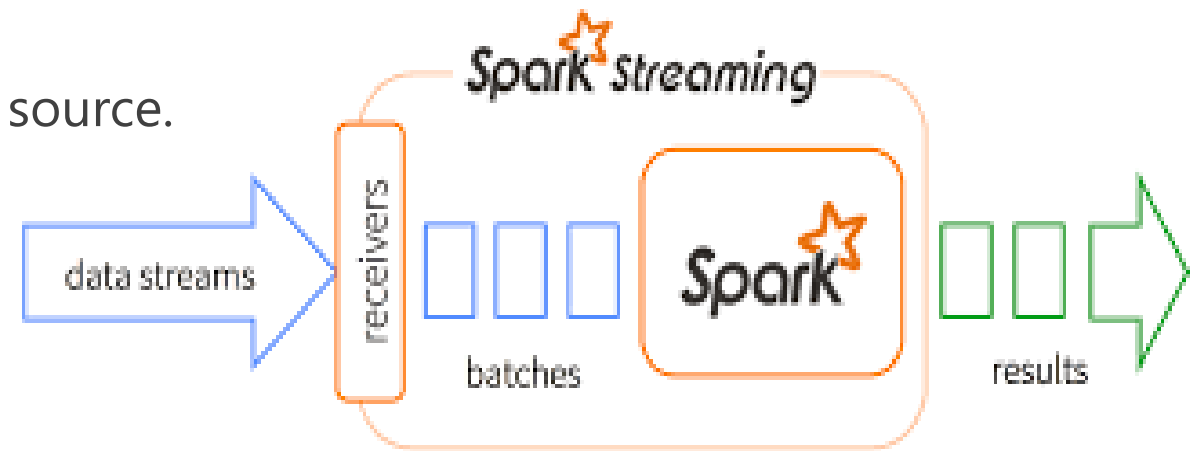 Spark Streaming
source.
receivers
data streams
Spark
batches
results